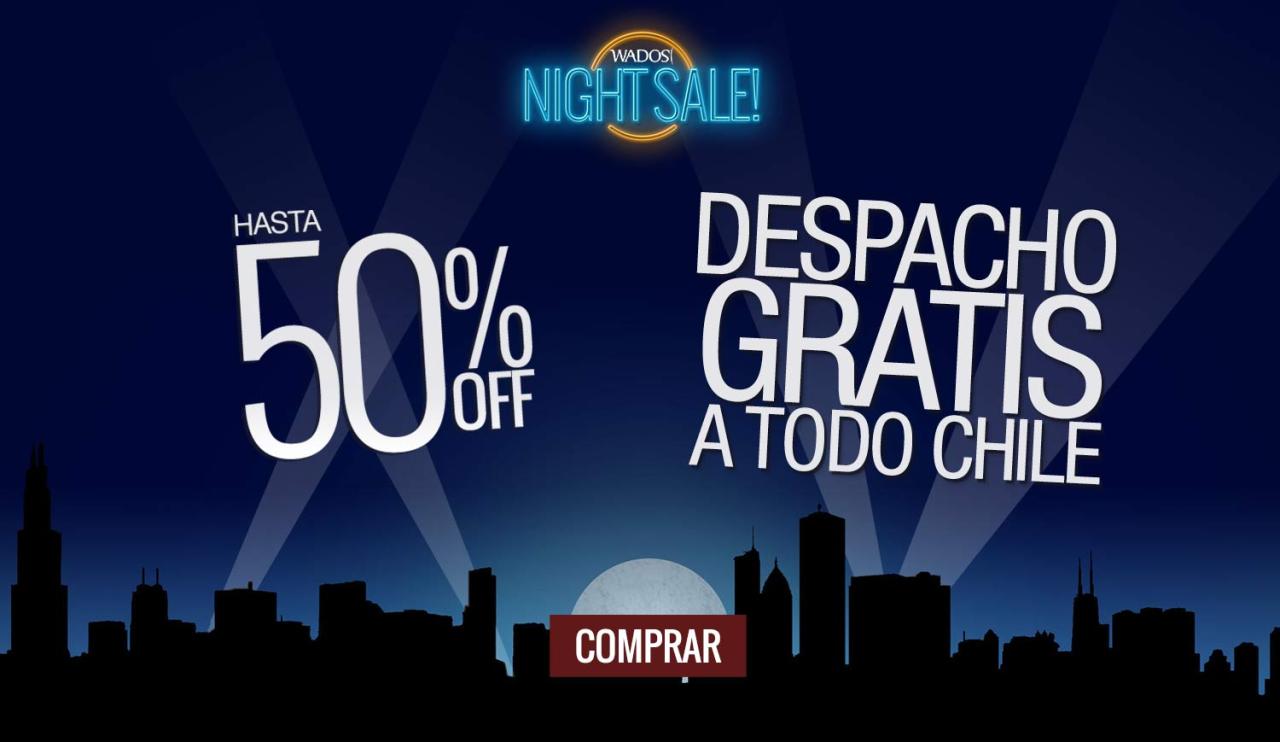 WADOS
NIGHT SALE!
HASTA
50%
OFF
DESPACHO
GRATIS
A TODO CHILE
COMPRAR